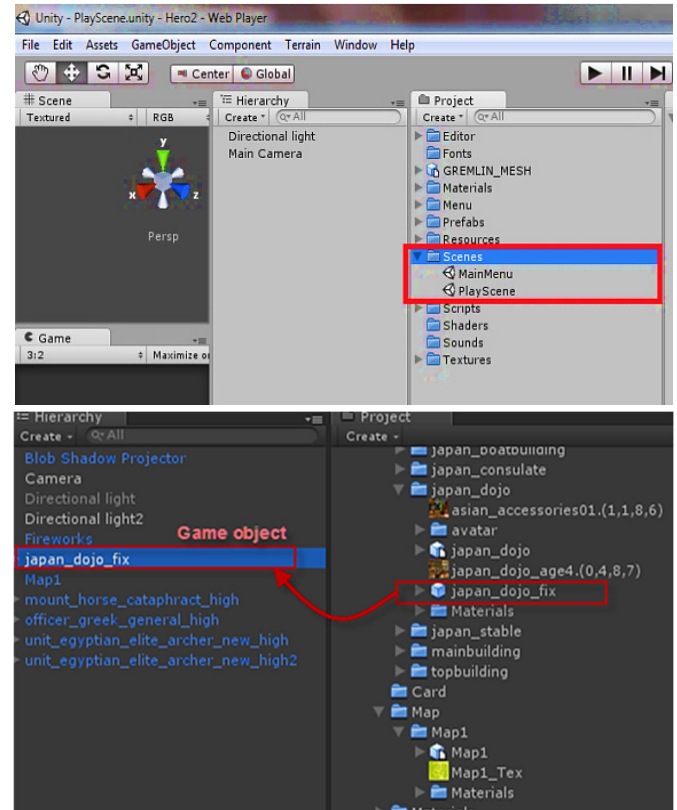 Unity - PlayScene.unity - Hero2 - Web Player
File Edit Assets GameObject Component Terrain Window Help
Center Global
# Scene
Textured RGB
y
x z
Persp
Game
3:2 Maximize o
Hierarchy
Create All
Directional light
Main Camera
Project
Create All
Editor
Fonts
GREMLIN_MESH
Materials
Menu
Prefabs
Resources
Scenes
MainMenu
PlayScene
Scripts
Shaders
Sounds
Textures
Hierarchy
Create All
Blob Shadow Projector
Camera
Directional light
Directional light2
Fireworks
Game object
japan_dojo_fix
Map1
mount_horse_cataphract_high
officer_greek_general_high
unit_egyptian_elite_archer_new_high
unit_egyptian_elite_archer_new_high2
Project
Create
japan_boatbuilding
japan_consulate
japan_dojo
asian_accessories01.(1,1,8,6)
avatar
japan_dojo
japan_dojo_age4.(0,4,8,7)
japan_dojo_fix
Materials
japan_stable
mainbuilding
topbuilding
Card
Map
Map1
Map1
Map1_Tex
Materials